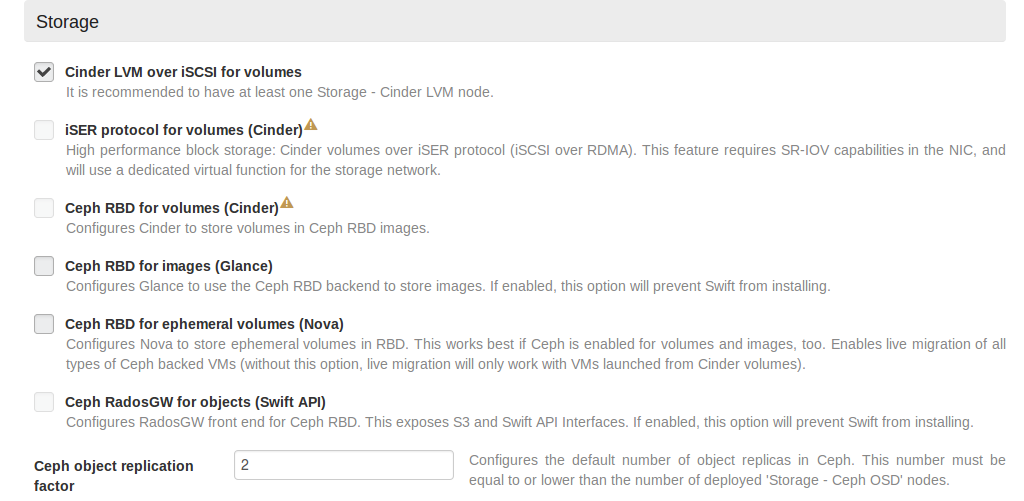 Storage
Cinder LVM over iSCSI for volumes
It is recommended to have at least one Storage - Cinder LVM node.
iSER protocol for volumes (Cinder)
High performance block storage: Cinder volumes over iSER protocol (iSCSI over RDMA). This feature requires SR-IOV capabilities in the NIC, and
will use a dedicated virtual function for the storage network.
Ceph RBD for volumes (Cinder)
Configures Cinder to store volumes in Ceph RBD images.
Ceph RBD for images (Glance)
Configures Glance to use the Ceph RBD backend to store images. If enabled, this option will prevent Swift from installing.
Ceph RBD for ephemeral volumes (Nova)
Configures Nova to store ephemeral volumes in RBD. This works best if Ceph is enabled for volumes and images, too. Enables live migration of all
types of Ceph backed VMs (without this option, live migration will only work with VMs launched from Cinder volumes).
Ceph RadosGW for objects (Swift API)
Configures RadosGW front end for Ceph RBD. This exposes S3 and Swift API Interfaces. If enabled, this option will prevent Swift from installing.
Ceph object replication
factor
2
Configures the default number of object replicas in Ceph. This number must be
equal to or lower than the number of deployed 'Storage - Ceph OSD' nodes.